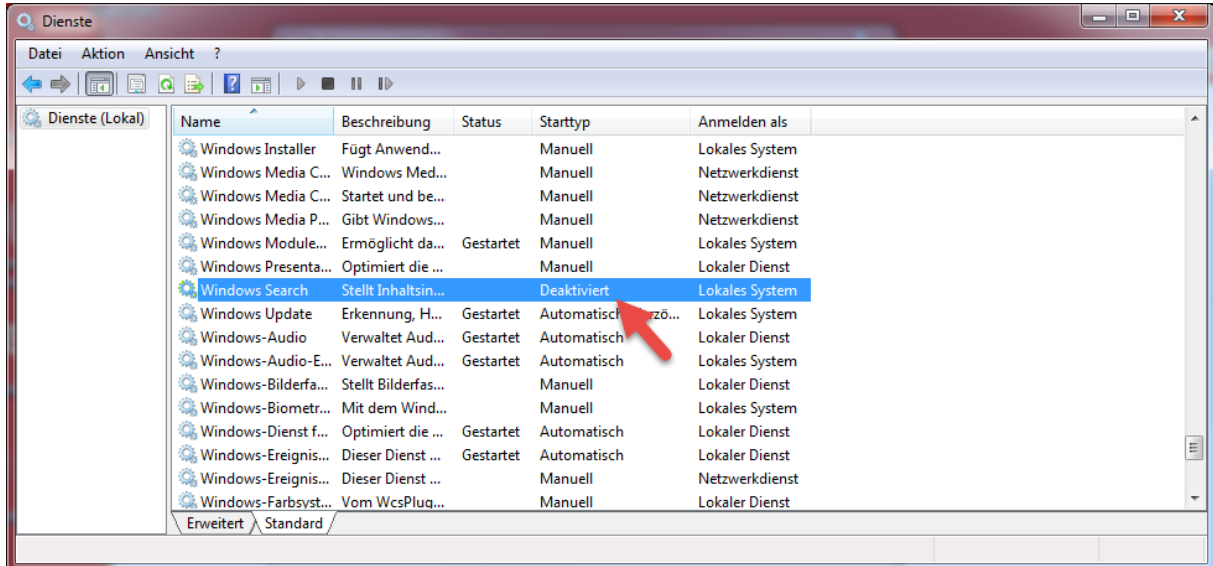 Dienste
Datei Aktion Ansicht ?
Dienste (Lokal)
Name Beschreibung Status Starttyp Anmelden als
Windows Installer Fügt Anwend... Manuell Lokales System
Windows Media C... Windows Med... Manuell Netzwerkdienst
Windows Media C... Startet und be... Manuell Netzwerkdienst
Windows Media P... Gibt Windows... Manuell Netzwerkdienst
Windows Module... Ermöglicht da... Gestartet Manuell Lokales System
Windows Presenta... Optimiert die ... Manuell Lokaler Dienst
Windows Search Stellt Inhaltsin... Deaktiviert Lokales System
Windows Update Erkennung, H... Gestartet Automatisch Lokales System
Windows-Audio Verwaltet Aud... Gestartet Automatisch Lokaler Dienst
Windows-Audio-E... Verwaltet Aud... Gestartet Automatisch Lokales System
Windows-Bilderfa... Stellt Bilderfas... Manuell Lokaler Dienst
Windows-Biometr... Mit dem Wind... Manuell Lokales System
Windows-Dienst f... Optimiert die ... Gestartet Automatisch Lokaler Dienst
Windows-Ereignis... Dieser Dienst ... Gestartet Automatisch Lokaler Dienst
Windows-Ereignis... Dieser Dienst ... Manuell Netzwerkdienst
Windows-Farbsyst... Vom WcsPlug... Manuell Lokaler Dienst
Erweitert Standard